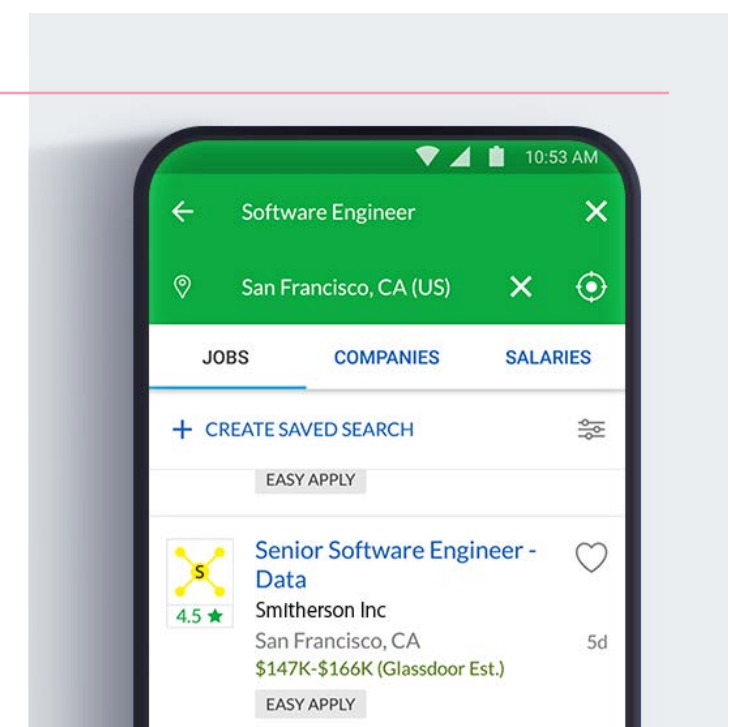 10:53 AM
Software Engineer
San Francisco, CA (US)
JOBS COMPANIES SALARIES
+ CREATE SAVED SEARCH
EASY APPLY
Senior Software Engineer -
Data
S
4.5 ★
Smitherson Inc
San Francisco, CA 5d
$147K-$166K (Glassdoor Est.)
EASY APPLY